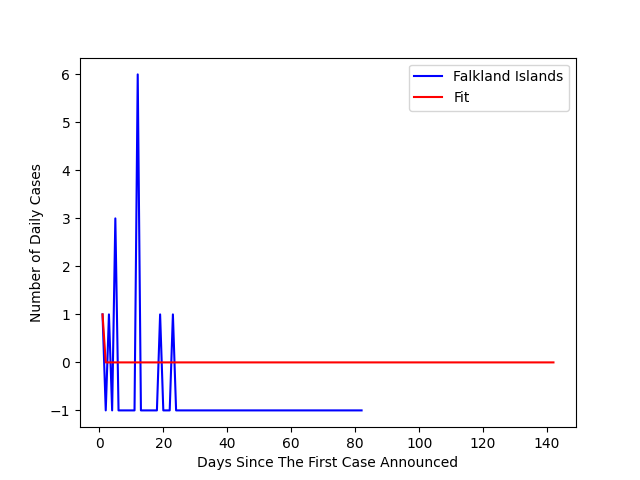 Falkland Islands
Fit
Number of Daily Cases
6
5
4
3
2
1
0
−1
0 20 40 60 80 100 120 140
Days Since The First Case Announced